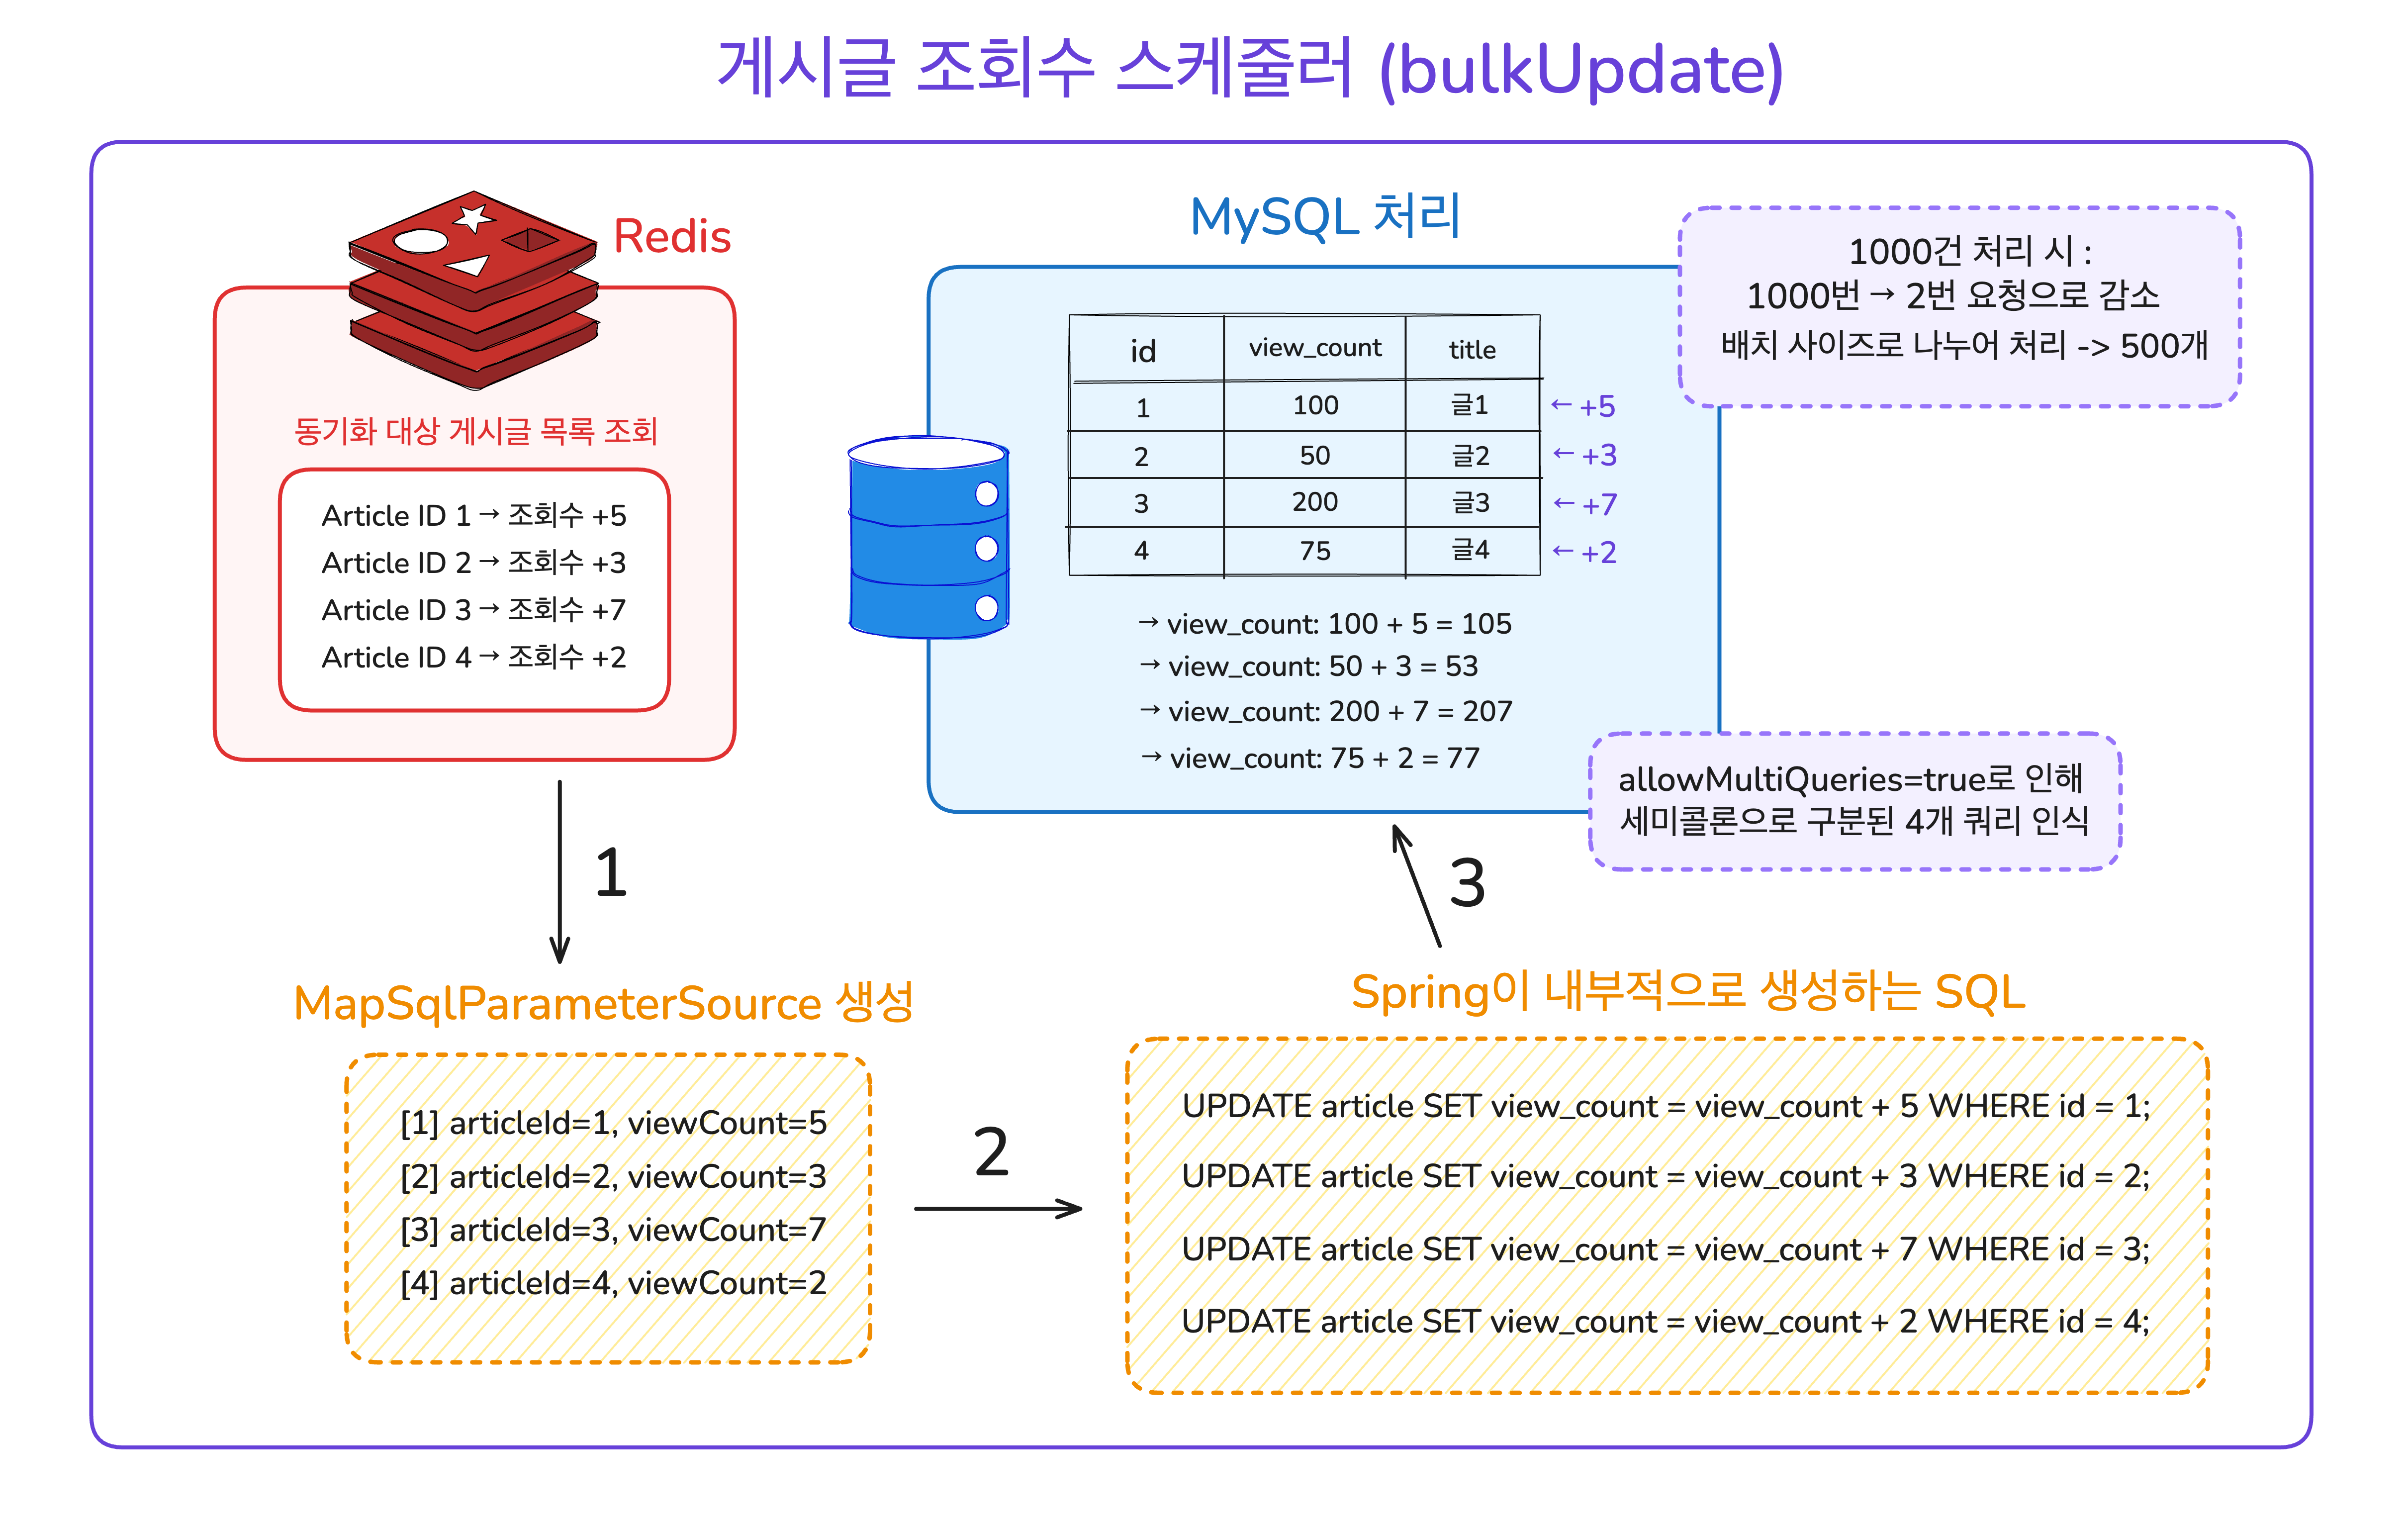 게시글 조회수 스케줄러 (bulkUpdate)
Redis
동기화 대상 게시글 목록 조회
Article ID 1 → 조회수 +5
Article ID 2 → 조회수 +3
Article ID 3 → 조회수 +7
Article ID 4 → 조회수 +2
MySQL 처리
id view_count title
1 100 글1 ← +5
2 50 글2 ← +3
3 200 글3 ← +7
4 75 글4 ← +2
→ view_count: 100 + 5 = 105
→ view_count: 50 + 3 = 53
→ view_count: 200 + 7 = 207
→ view_count: 75 + 2 = 77
1000건 처리 시 :
1000번 → 2번 요청으로 감소
배치 사이즈로 나누어 처리 -> 500개
allowMultiQueries=true로 인해
세미콜론으로 구분된 4개 쿼리 인식
1
MapSqlParameterSource 생성
[1] articleId=1, viewCount=5
[2] articleId=2, viewCount=3
[3] articleId=3, viewCount=7
[4] articleId=4, viewCount=2
2
3
Spring이 내부적으로 생성하는 SQL
UPDATE article SET view_count = view_count + 5 WHERE id = 1;
UPDATE article SET view_count = view_count + 3 WHERE id = 2;
UPDATE article SET view_count = view_count + 7 WHERE id = 3;
UPDATE article SET view_count = view_count + 2 WHERE id = 4;